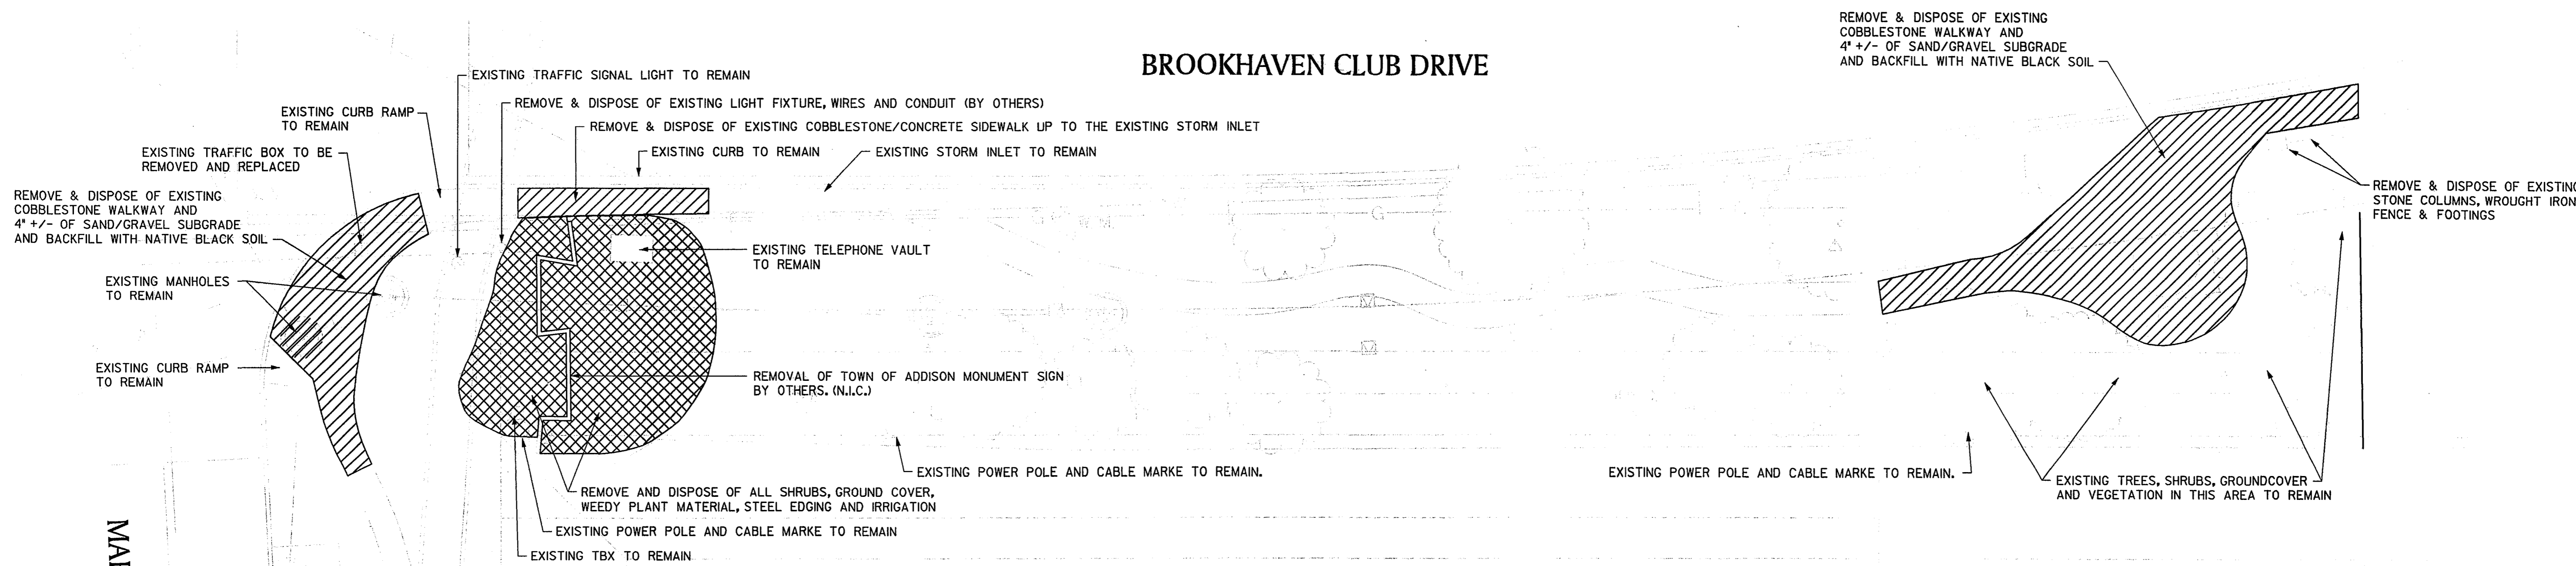 BROOKHAVEN CLUB DRIVE
REMOVE & DISPOSE OF EXISTING
COBBLESTONE WALKWAY AND
4" +/- OF SAND/GRAVEL SUBGRADE
AND BACKFILL WITH NATIVE BLACK SOIL
EXISTING TRAFFIC SIGNAL LIGHT TO REMAIN
REMOVE & DISPOSE OF EXISTING LIGHT FIXTURE, WIRES AND CONDUIT (BY OTHERS)
EXISTING CURB RAMP
TO REMAIN
REMOVE & DISPOSE OF EXISTING COBBLESTONE/CONCRETE SIDEWALK UP TO THE EXISTING STORM INLET
EXISTING TRAFFIC BOX TO BE
REMOVED AND REPLACED
EXISTING CURB TO REMAIN
EXISTING STORM INLET TO REMAIN
REMOVE & DISPOSE OF EXISTING
COBBLESTONE WALKWAY AND
4" +/- OF SAND/GRAVEL SUBGRADE
AND BACKFILL WITH NATIVE BLACK SOIL
REMOVE & DISPOSE OF EXISTING
STONE COLUMNS, WROUGHT IRON
FENCE & FOOTINGS
EXISTING TELEPHONE VAULT
TO REMAIN
EXISTING MANHOLES
TO REMAIN
EXISTING CURB RAMP
TO REMAIN
REMOVAL OF TOWN OF ADDISON MONUMENT SIGN
BY OTHERS. (N.I.C.)
EXISTING POWER POLE AND CABLE MARKE TO REMAIN.
EXISTING POWER POLE AND CABLE MARKE TO REMAIN.
EXISTING TREES, SHRUBS, GROUNDCOVER
AND VEGETATION IN THIS AREA TO REMAIN
REMOVE AND DISPOSE OF ALL SHRUBS, GROUND COVER,
WEEDY PLANT MATERIAL, STEEL EDGING AND IRRIGATION
EXISTING POWER POLE AND CABLE MARKE TO REMAIN
EXISTING TBX TO REMAIN